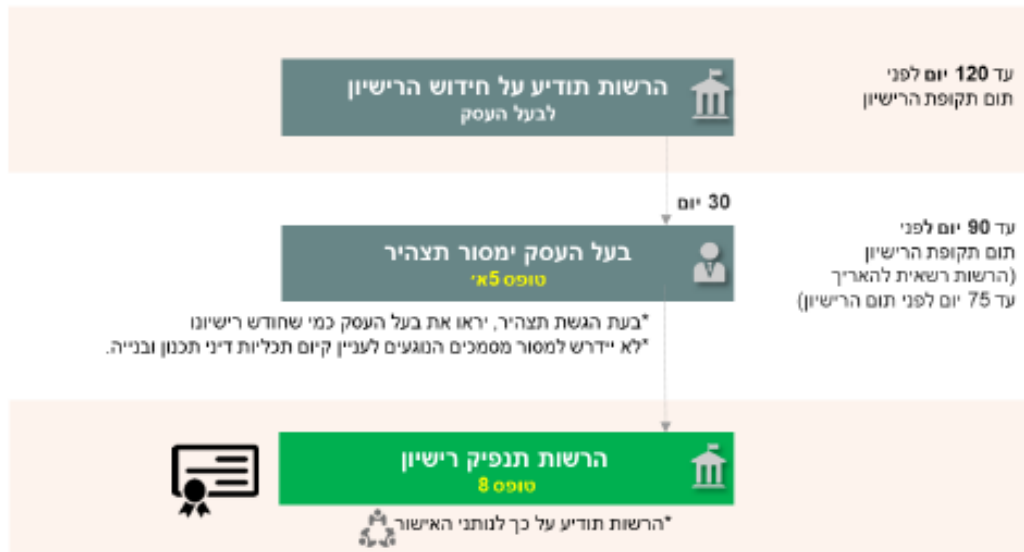 עד 120 יום לפני
תום תקופת הרישיון
הרשות תודיע על חידוש הרישיון
לבעל העסק
30 יום
עד 90 יום לפני
תום תקופת הרישיון
(הרשות רשאית להאריך
עד 75 יום לפני תום הרישיון)
בעל העסק ימסור תצהיר
טופס 5א'
*בעת הגשת תצהיר, יראו את בעל העסק כמי שחודש רישיונו
*לא יידרש למסור מסמכים הנוגעים לעניין קיום תכליות דיני תכנון ובנייה.
הרשות תנפיק רישיון
טופס 8
*הרשות תודיע על כך לנותני האישור